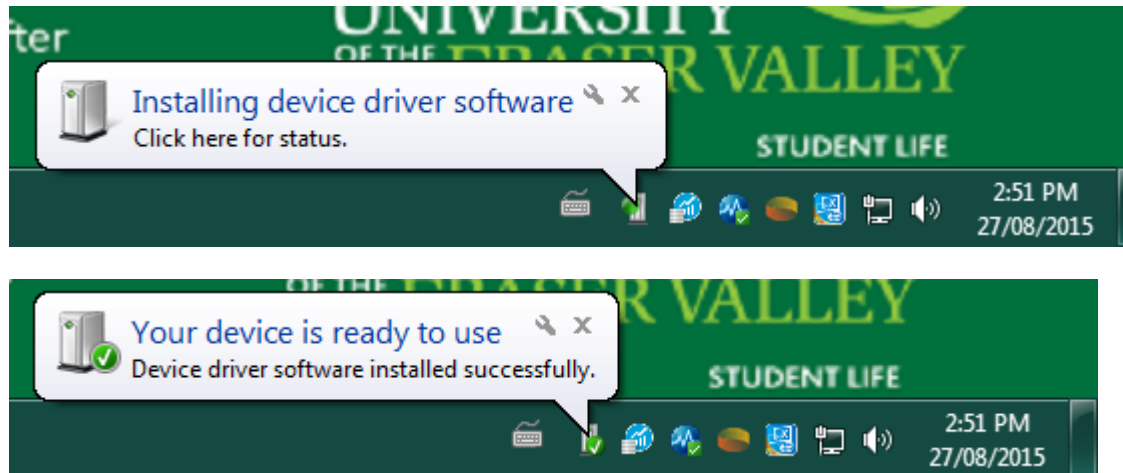 fter
UNIVERSITY
OF THE FRASER VALLEY
Installing device driver software
Click here for status.
STUDENT LIFE
2:51 PM
27/08/2015
OF THE FRASER VALLEY
Your device is ready to use
Device driver software installed successfully.
STUDENT LIFE
2:51 PM
27/08/2015